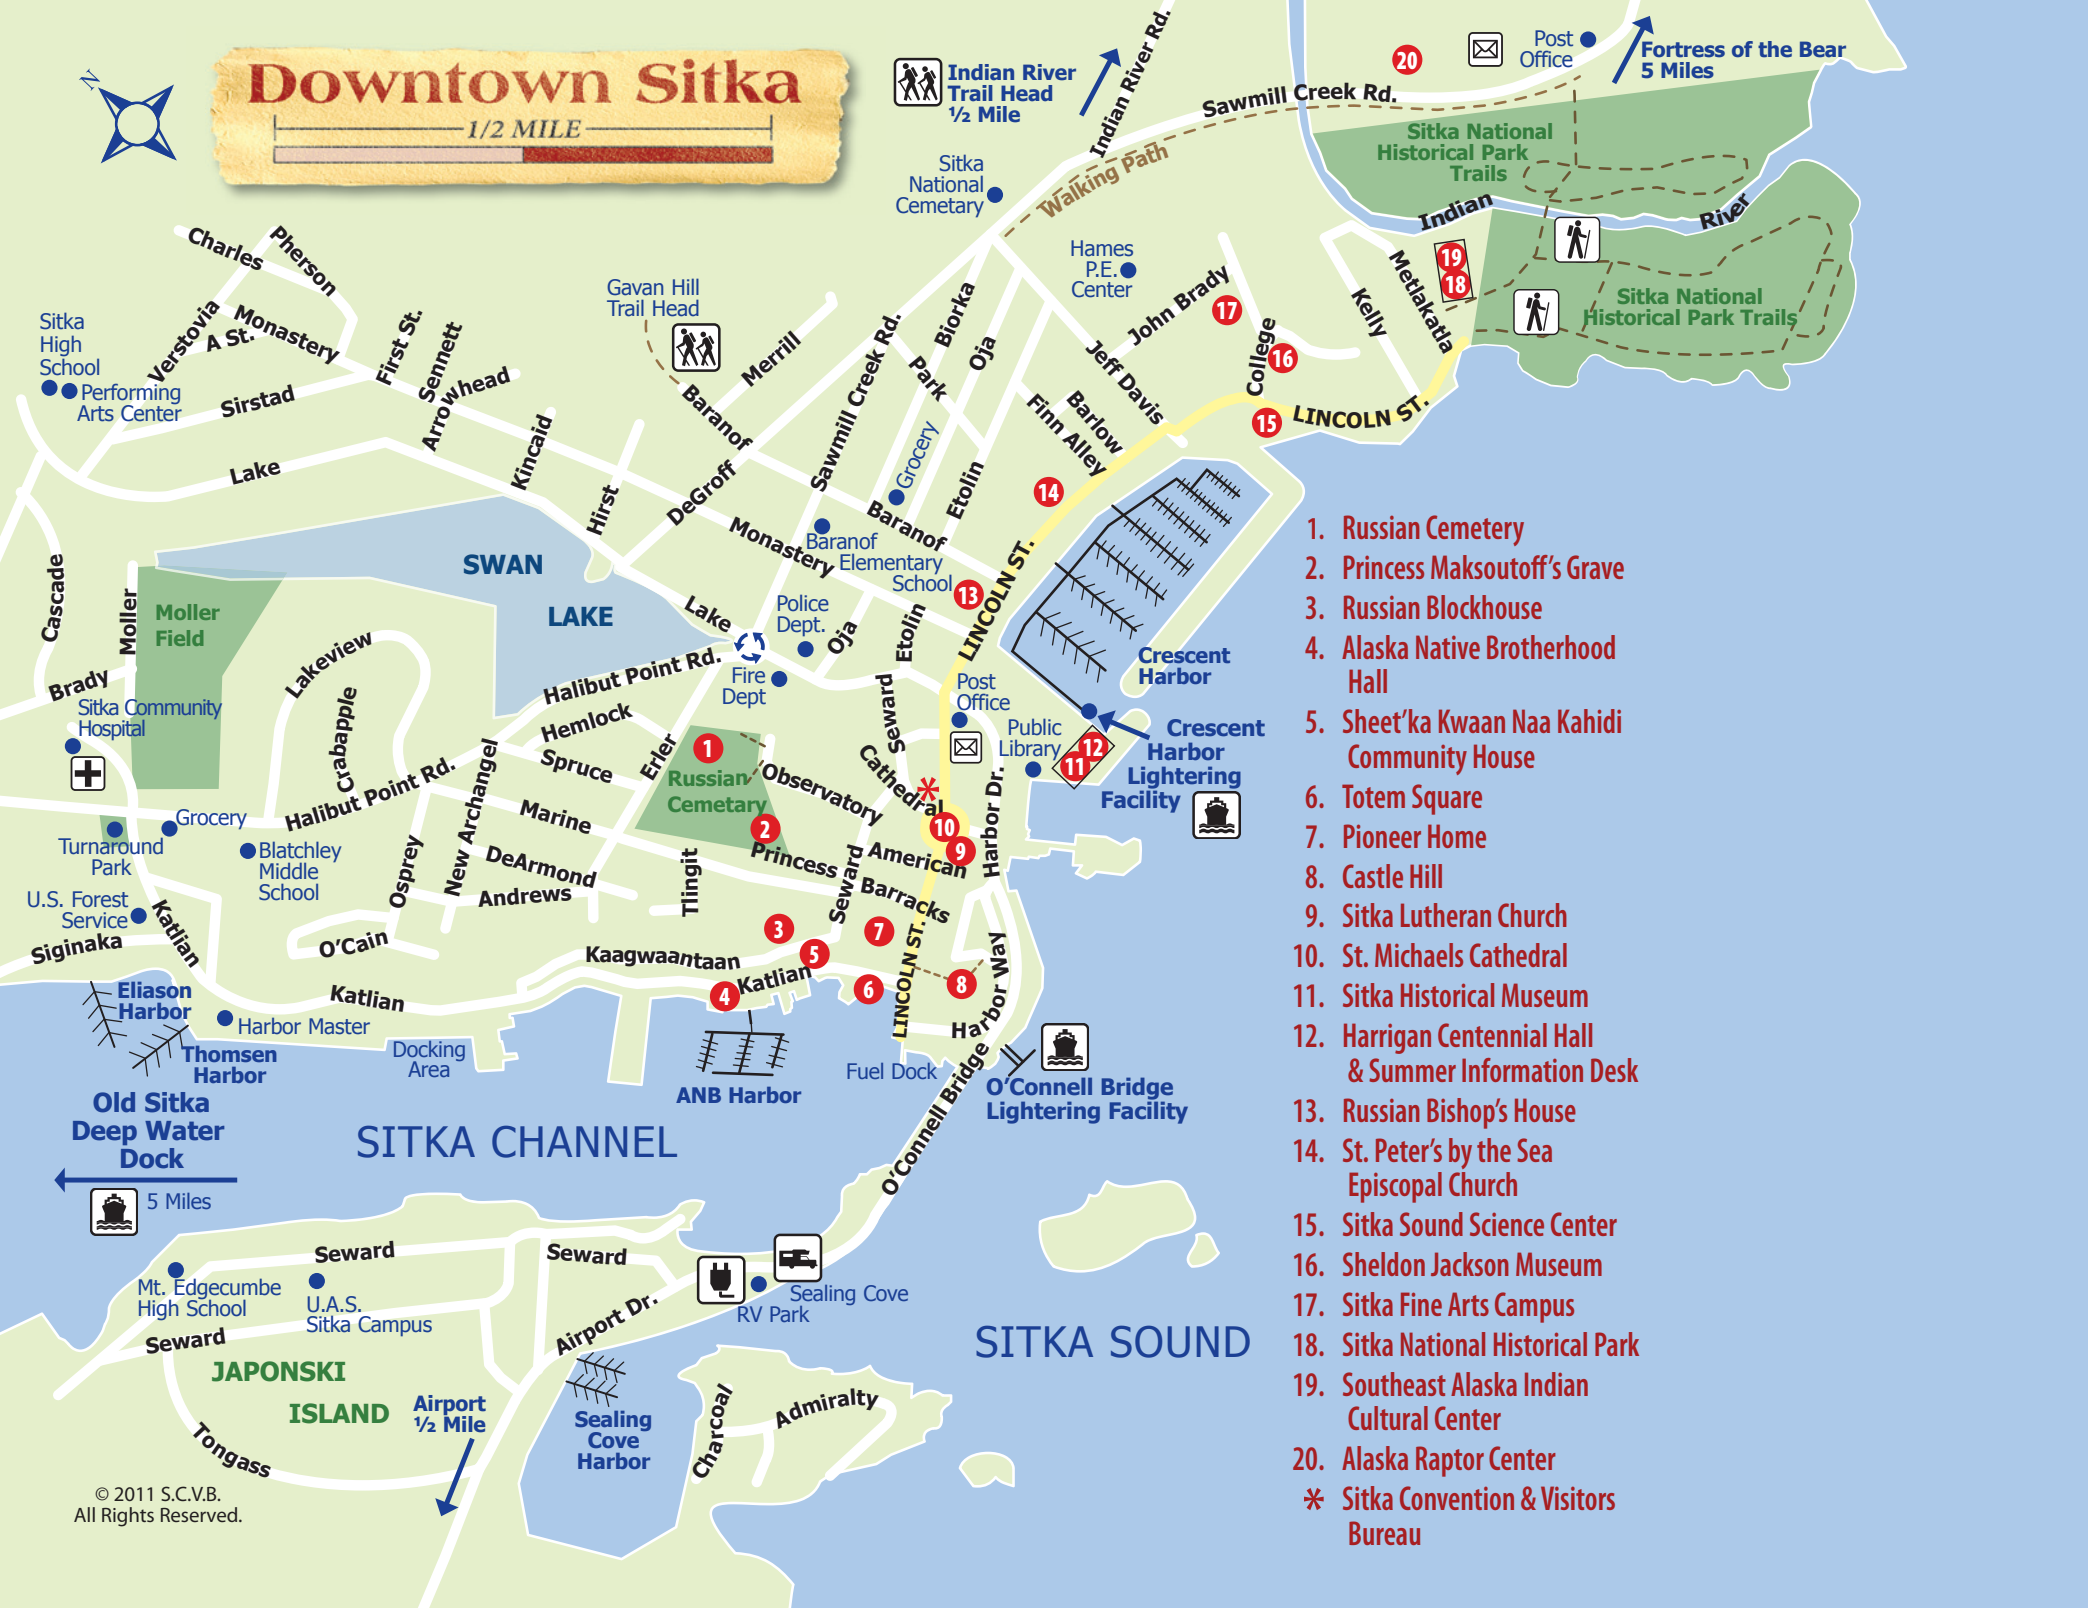 N
Downtown Sitka
1/2 MILE
Indian River
Trail Head
½ Mile
Indian River Rd.
Sawmill Creek Rd.
20
Post
Office
Fortress of the Bear
5 Miles
Sitka National
Historical Park
Trails
Walking Path
Sitka
National
Cemetary
Indian
River
Hames
P.E.
Center
John Brady
17
College
16
15
Kelly
Metlakatla
19
18
Sitka National
Historical Park Trails
LINCOLN ST.
Charles
Pherson
Verstovia
A St.
Monastery
First St.
Sennett
Arrowhead
Sirstad
Sitka
High
School
Performing
Arts Center
Lake
Kincaid
Hirst
Gavan Hill
Trail Head
Merrill
Baranof
DeGroff
Sawmill Creek Rd.
Biorka
Park
Oja
Jeff Davis
Barlow
Finn Alley
Grocery
Etolin
Baranof
14
Monastery
Baranof
Elementary
School
13
LINCOLN ST.
SWAN
LAKE
Lake
Police
Dept.
Oja
Etolin
Fire
Dept
Cascade
Moller
Moller
Field
Brady
Lakeview
Crabapple
Halibut Point Rd.
Hemlock
Spruce
Erler
Sitka Community
Hospital
Halibut Point Rd.
New Archangel
Marine
1
Russian
Cemetary
2
Observatory
Seward
Cathedral
*
Post
Office
Public
Library
12
11
Crescent
Harbor
Crescent
Harbor
Lightering
Facility
Harbor Dr.
10
9
American
Princess
Barracks
Seward
Tlingit
DeArmond
Andrews
Osprey
O'Cain
Grocery
Turnaround
Park
Blatchley
Middle
School
U.S. Forest
Service
Siginaka
Katlian
Katlian
3
5
7
Kaagwaantaan
4
Katlian
6
LINCOLN ST.
8
Harbor Way
Eliason
Harbor
Harbor Master
Thomsen
Harbor
Docking
Area
ANB Harbor
Fuel Dock
O'Connell Bridge
O'Connell Bridge
Lightering Facility
Old Sitka
Deep Water
Dock
5 Miles
SITKA CHANNEL
Seward
Seward
Mt. Edgecumbe
High School
U.A.S.
Sitka Campus
Seward
Airport Dr.
RV Park
Sealing Cove
SITKA SOUND
JAPONSKI
ISLAND
Airport
½ Mile
Tongass
Sealing
Cove
Harbor
Charcoal
Admiralty
© 2011 S.C.V.B.
All Rights Reserved.
1. Russian Cemetery
2. Princess Maksoutoff's Grave
3. Russian Blockhouse
4. Alaska Native Brotherhood
Hall
5. Sheet'ka Kwaan Naa Kahidi
Community House
6. Totem Square
7. Pioneer Home
8. Castle Hill
9. Sitka Lutheran Church
10. St. Michaels Cathedral
11. Sitka Historical Museum
12. Harrigan Centennial Hall
& Summer Information Desk
13. Russian Bishop's House
14. St. Peter's by the Sea
Episcopal Church
15. Sitka Sound Science Center
16. Sheldon Jackson Museum
17. Sitka Fine Arts Campus
18. Sitka National Historical Park
19. Southeast Alaska Indian
Cultural Center
20. Alaska Raptor Center
* Sitka Convention & Visitors
Bureau